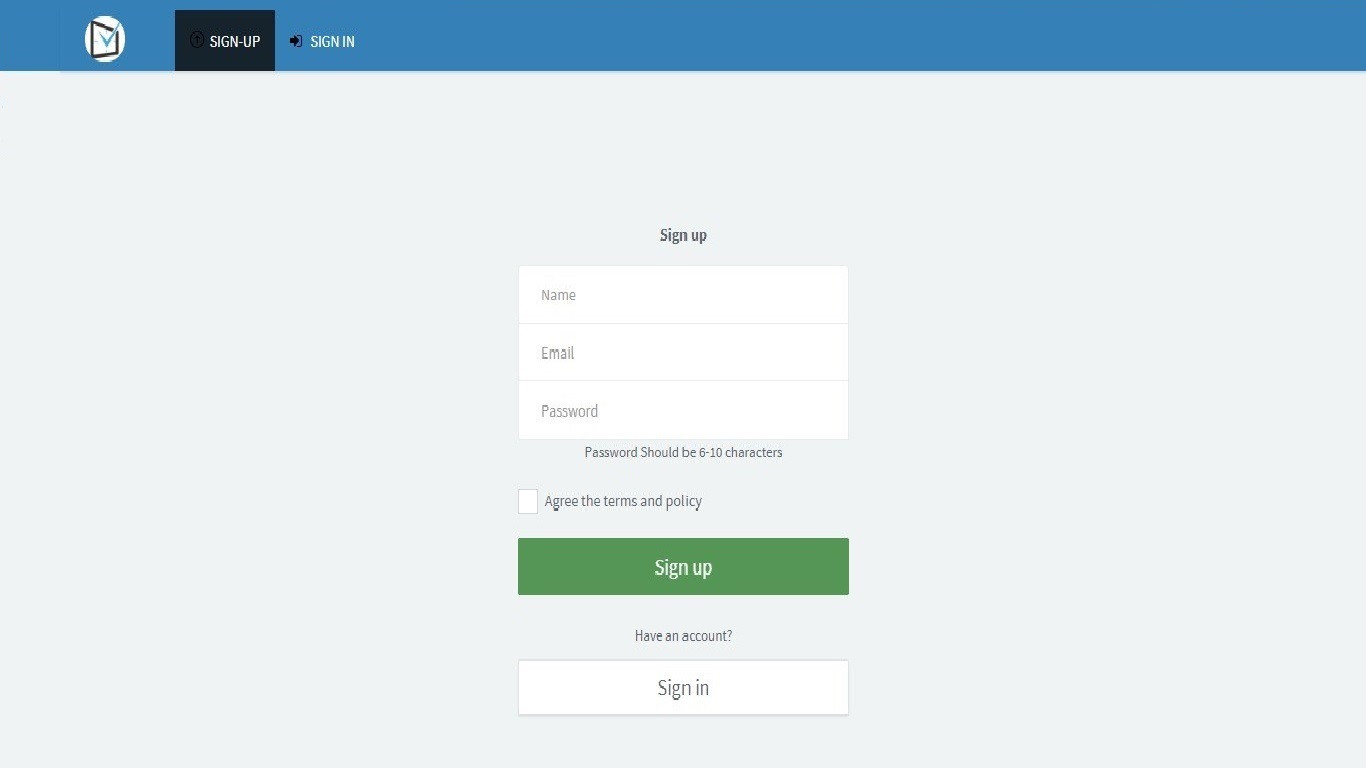 SIGN-UP SIGN IN
Sign up
Name
Email
Password
Password Should be 6-10 characters
Agree the terms and policy
Sign up
Have an account?
Sign in